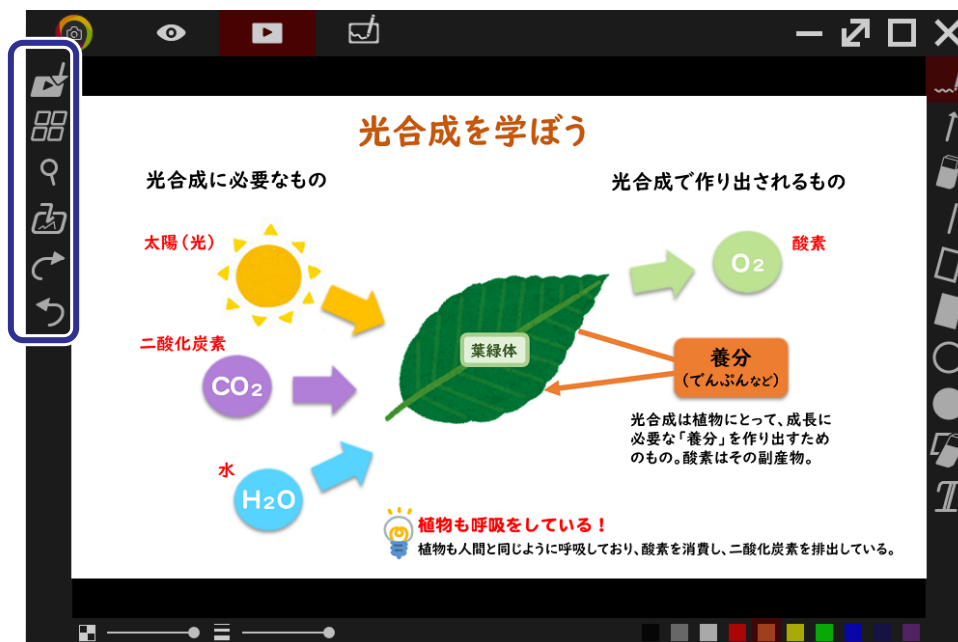 光合成を学ぼう
光合成に必要なもの
光合成で作り出されるもの
太陽(光)
酸素
O₂
葉緑体
二酸化炭素
CO₂
養分
(でんぷんなど)
光合成は植物にとって、成長に
必要な「養分」を作り出すため
のもの。酸素はその副産物。
水
H₂O
植物も呼吸をしている!
植物も人間と同じように呼吸しており、酸素を消費し、二酸化炭素を排出している。